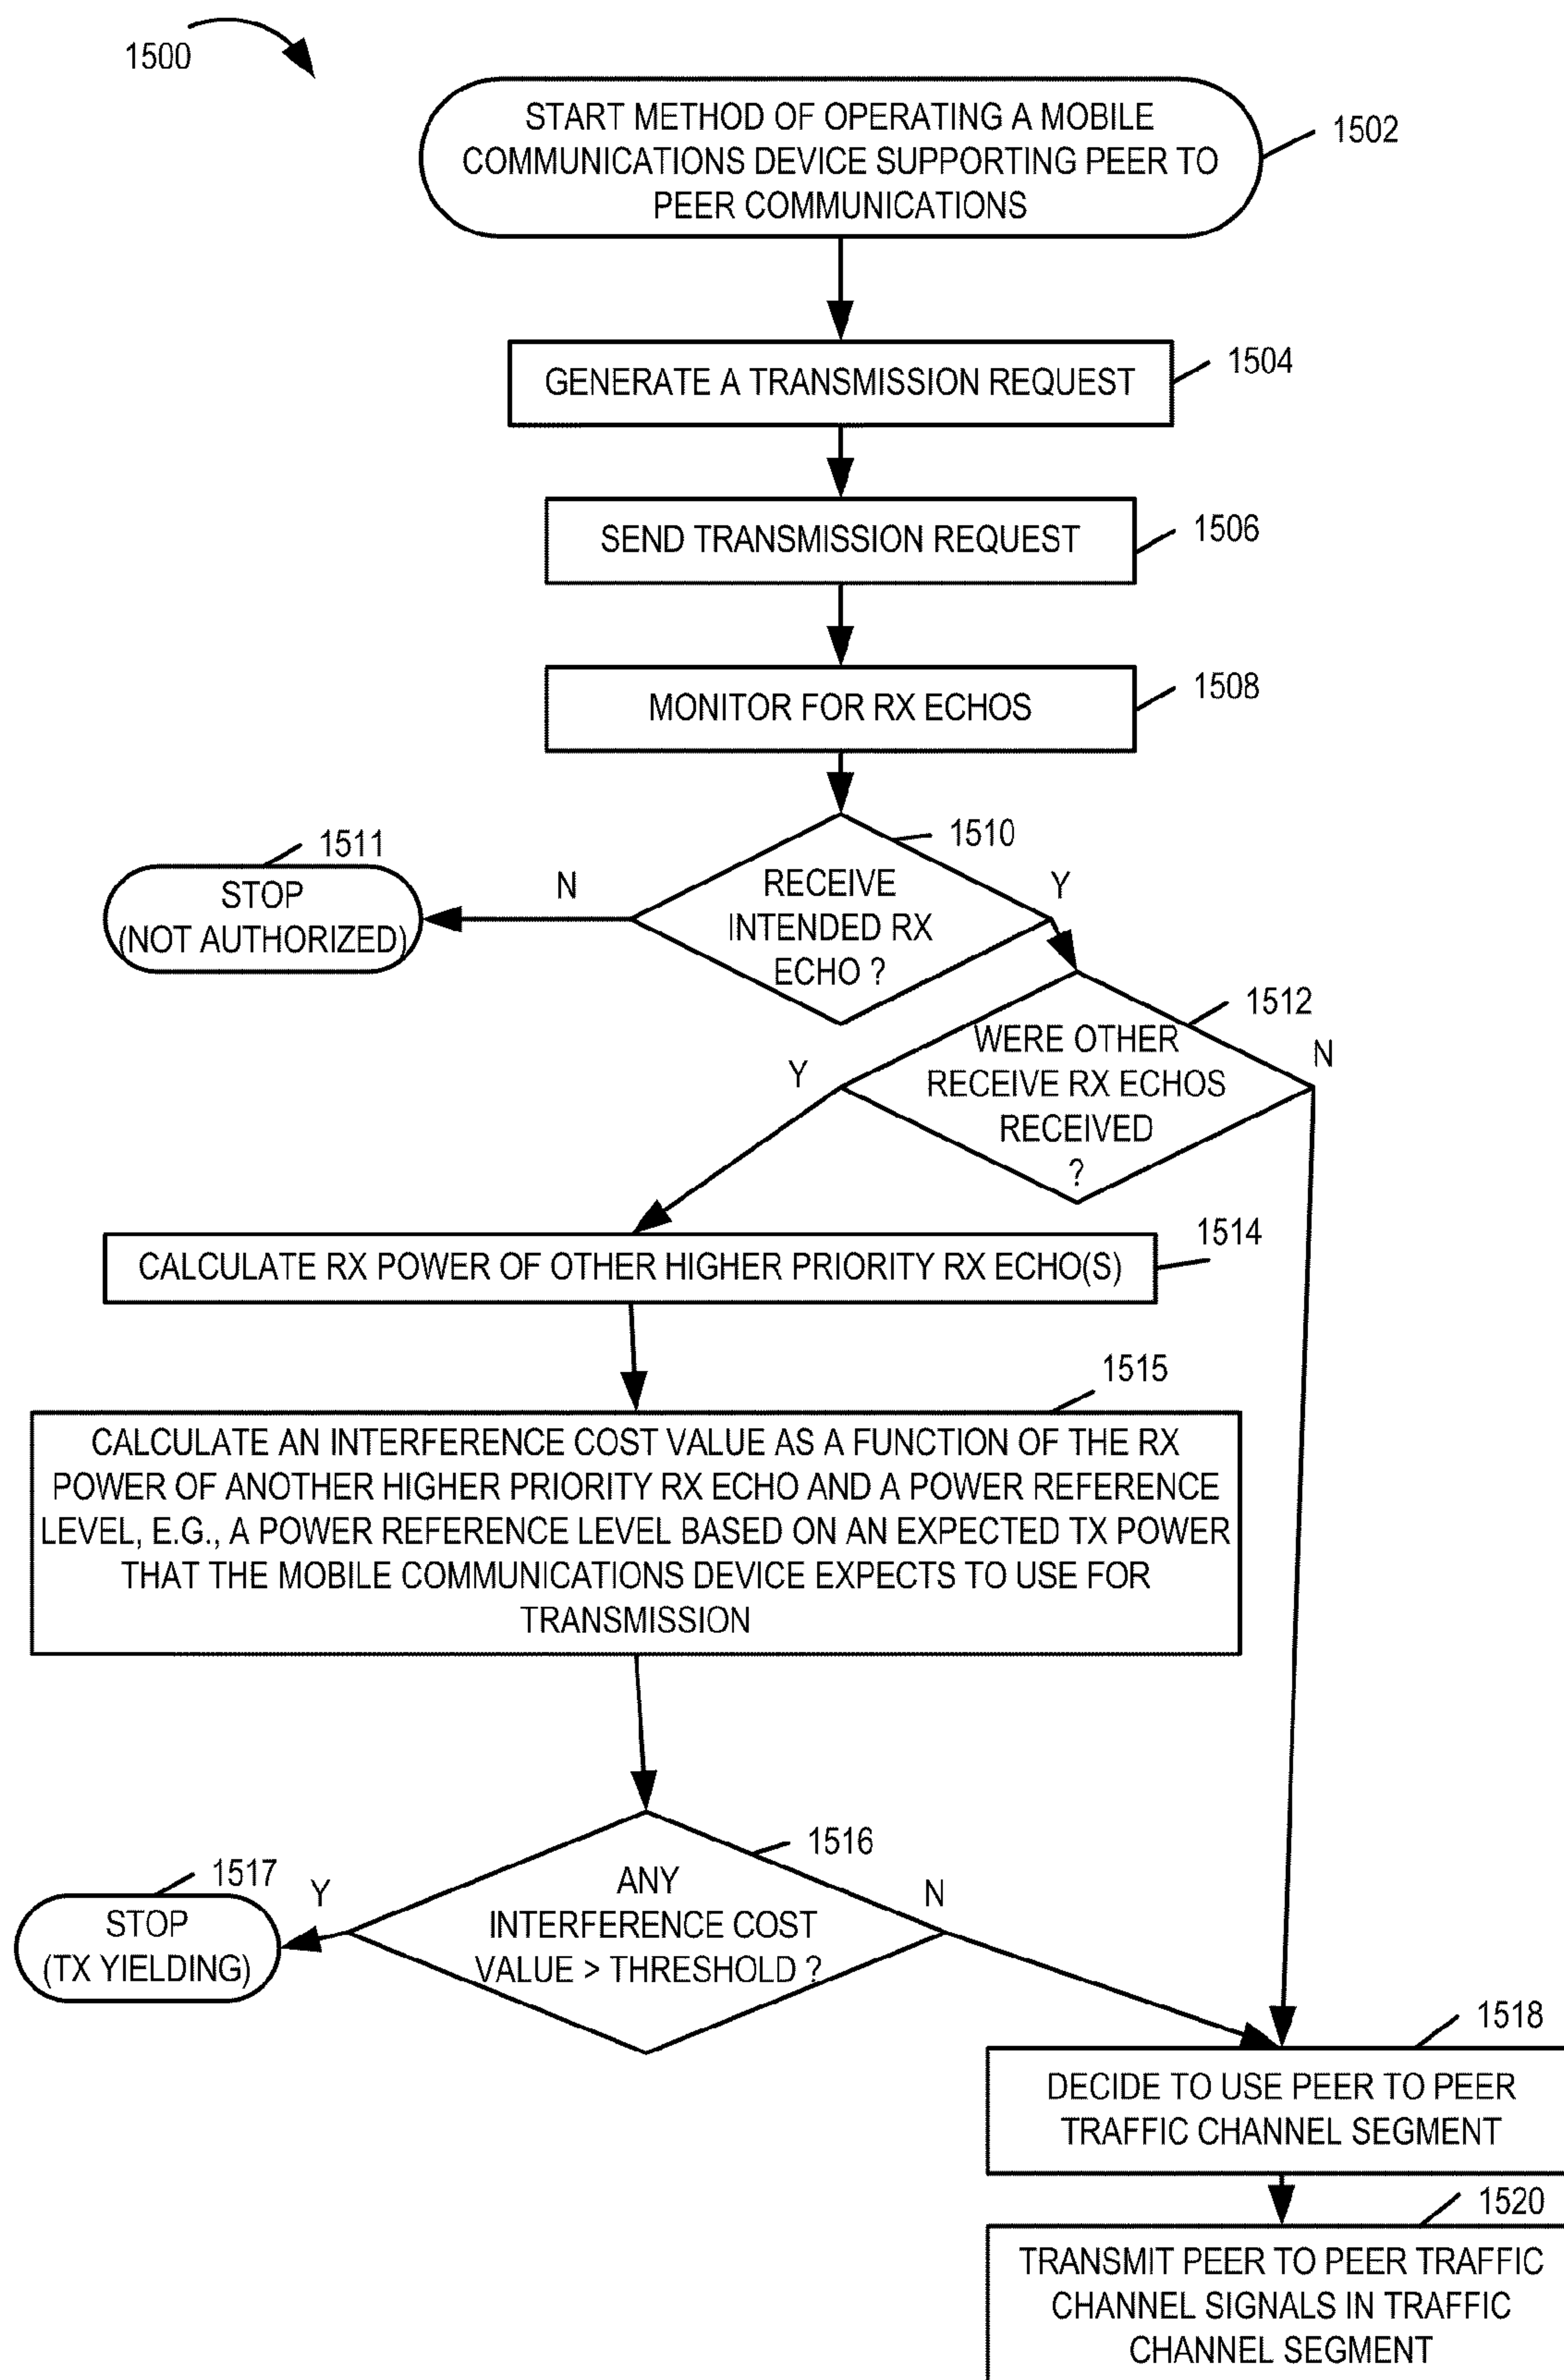 1500
START METHOD OF OPERATING A MOBILE
COMMUNICATIONS DEVICE SUPPORTING PEER TO
PEER COMMUNICATIONS
1502
GENERATE A TRANSMISSION REQUEST
1504
SEND TRANSMISSION REQUEST
1506
MONITOR FOR RX ECHOS
1508
RECEIVE
INTENDED RX
ECHO ?
1510
N
Y
1511
STOP
(NOT AUTHORIZED)
1512
WERE OTHER
RECEIVE RX ECHOS
RECEIVED
?
Y
N
CALCULATE RX POWER OF OTHER HIGHER PRIORITY RX ECHO(S)
1514
1515
CALCULATE AN INTERFERENCE COST VALUE AS A FUNCTION OF THE RX
POWER OF ANOTHER HIGHER PRIORITY RX ECHO AND A POWER REFERENCE
LEVEL, E.G., A POWER REFERENCE LEVEL BASED ON AN EXPECTED TX POWER
THAT THE MOBILE COMMUNICATIONS DEVICE EXPECTS TO USE FOR
TRANSMISSION
1516
ANY
INTERFERENCE COST
VALUE > THRESHOLD ?
Y
N
1517
STOP
(TX YIELDING)
1518
DECIDE TO USE PEER TO PEER
TRAFFIC CHANNEL SEGMENT
1520
TRANSMIT PEER TO PEER TRAFFIC
CHANNEL SIGNALS IN TRAFFIC
CHANNEL SEGMENT